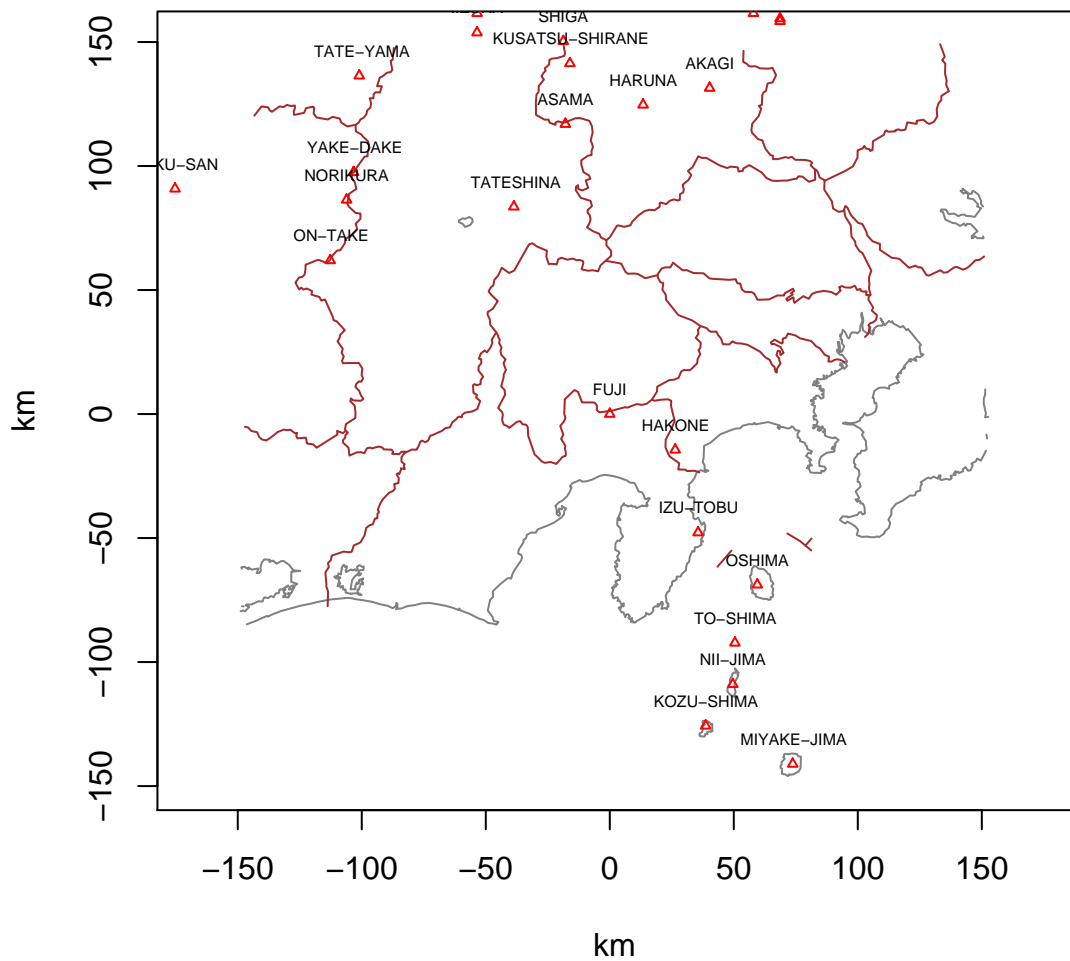 SHIGA
KUSATSU−SHIRANE
TATE−YAMA
AKAGI
HARUNA
ASAMA
YAKE−DAKE
KU−SAN
NORIKURA
TATESHINA
ON−TAKE
FUJI
HAKONE
IZU−TOBU
OSHIMA
TO−SHIMA
NII−JIMA
KOZU−SHIMA
MIYAKE−JIMA
150
100
50
0
−50
−100
−150
km
−150
−100
−50
0
50
100
150
km